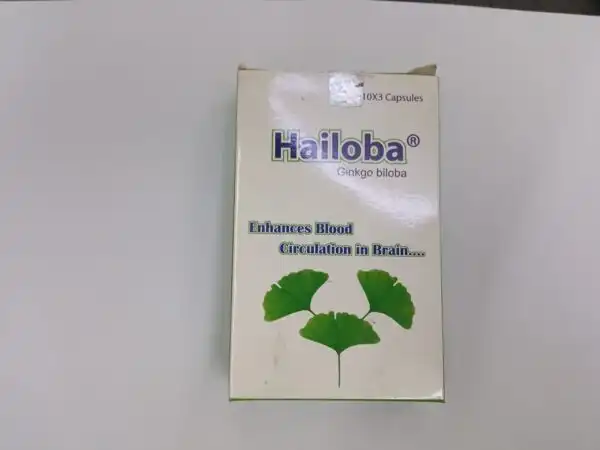 10X3 Capsules
Hailoba®
Ginkgo biloba
Enhances Blood
Circulation in Brain....